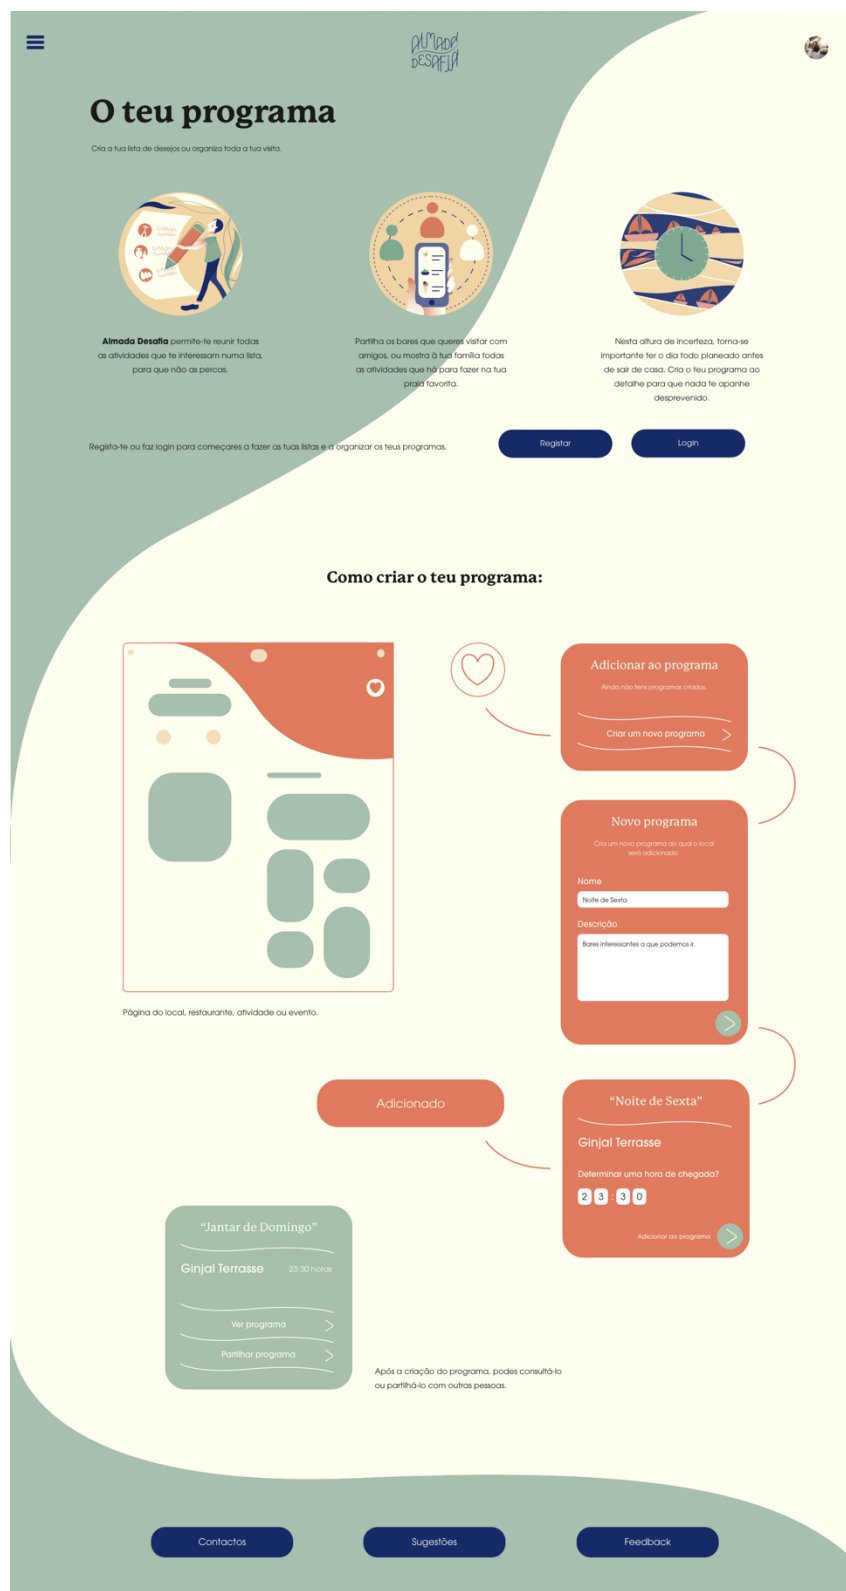 ALMADA
DESAFIA
O teu programa
Cria a tua lista de desejos ou organiza toda a tua visita.
Almada Desafia permite-te reunir todas
as atividades que te interessam numa lista,
para que não as percas.
Partilha os bares que queres visitar com
amigos, ou mostra à tua família todas
as atividades que há para fazer na tua
praia favorita.
Nesta altura de incerteza, torna-se
importante ter o dia todo planeado antes
de sair de casa. Cria o teu programa ao
detalhe para que nada te apanhe
desprevenido.
Regista-te ou faz login para começares a fazer as tuas listas e a organizar os teus programas.
Registar
Login
Como criar o teu programa:
Adicionar ao programa
Ainda não tens programas criados.
Criar um novo programa
Novo programa
Cria um novo programa ao qual o local
será adicionado.
Nome
Noite de Sexta
Descrição
Bares interessantes a que podemos ir.
Página do local, restaurante, atividade ou evento.
Adicionado
“Noite de Sexta”
Ginjal Terrasse
Determinar uma hora de chegada?
23:30
Adicionar ao programa
“Jantar de Domingo”
Ginjal Terrasse 23:30 horas
Ver programa
Partilhar programa
Após a criação do programa, podes consultá-lo
ou partilhá-lo com outras pessoas.
Contactos
Sugestões
Feedback